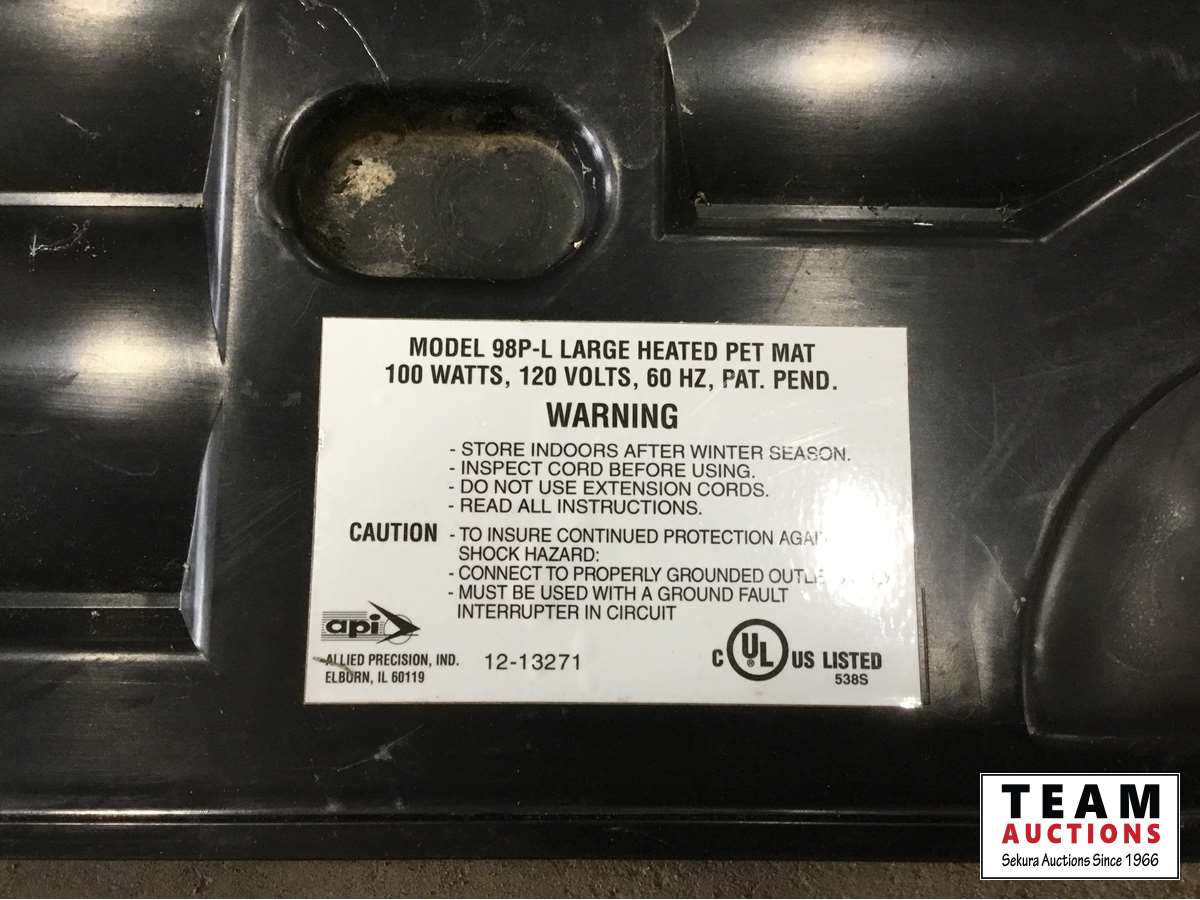 MODEL 98P-L LARGE HEATED PET MAT
100 WATTS, 120 VOLTS, 60 HZ, PAT. PEND.
WARNING
- STORE INDOORS AFTER WINTER SEASON.
- INSPECT CORD BEFORE USING.
- DO NOT USE EXTENSION CORDS.
- READ ALL INSTRUCTIONS.
CAUTION - TO INSURE CONTINUED PROTECTION
SHOCK HAZARD:
- CONNECT TO PROPERLY GROUNDED
- MUST BE USED WITH A GROUND FAULT
INTERRUPTER IN CIRCUIT
api
ALLIED PRECISION, IND. 12-13271
ELBURN, IL 60119
C UL ® US LISTED
538S
TEAM
AUCTIONS
Sekura Auctions Since 1966